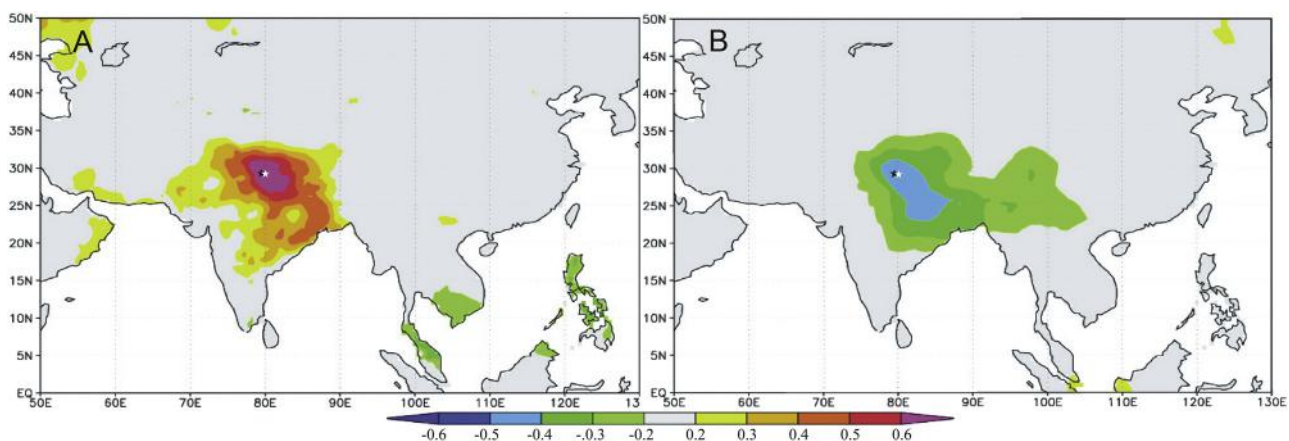 A
50N
45N
40N
35N
30N
25N
20N
15N
10N
5N
EQ
50E 60E 70E 80E 90E 100E 110E 120E 130
B
50N
45N
40N
35N
30N
25N
20N
15N
10N
5N
EQ
50E 60E 70E 80E 90E 100E 110E 120E 130E
-0.6 -0.5 -0.4 -0.3 -0.2 0.2 0.3 0.4 0.5 0.6